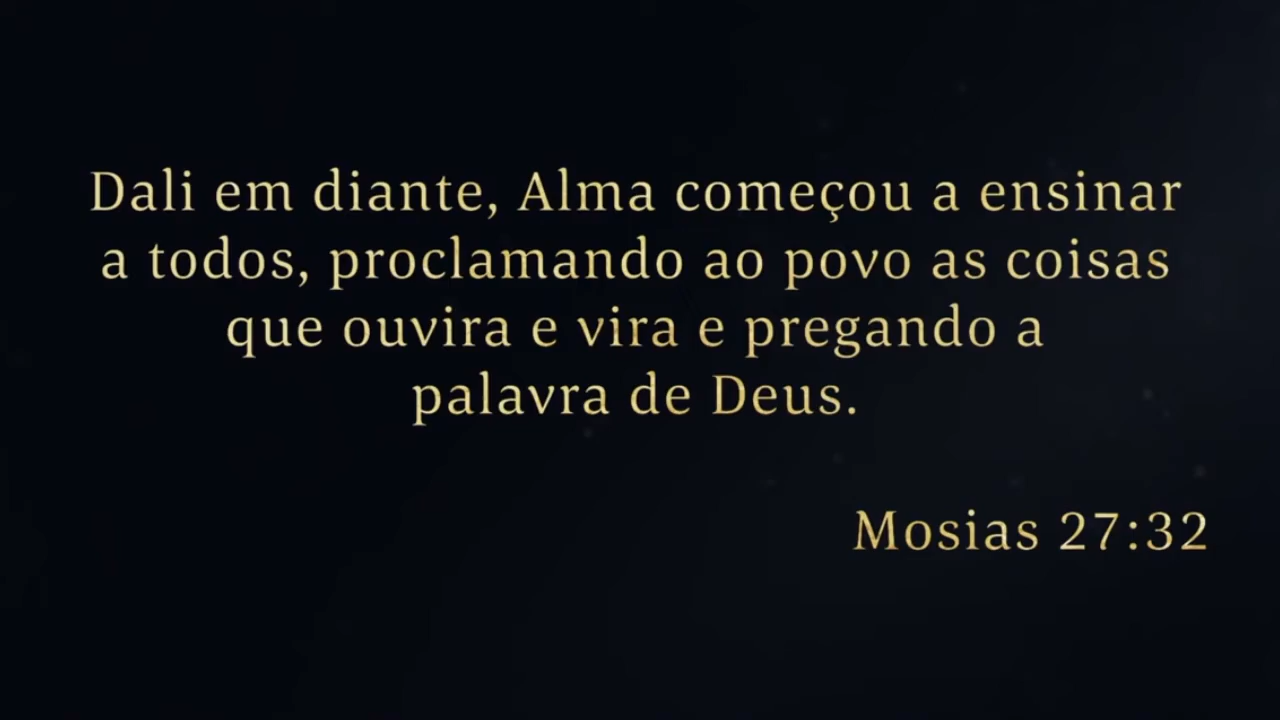 Dali em diante, Alma começou a ensinar
a todos, proclamando ao povo as coisas
que ouvira e vira e pregando a
palavra de Deus.
Mosias 27:32